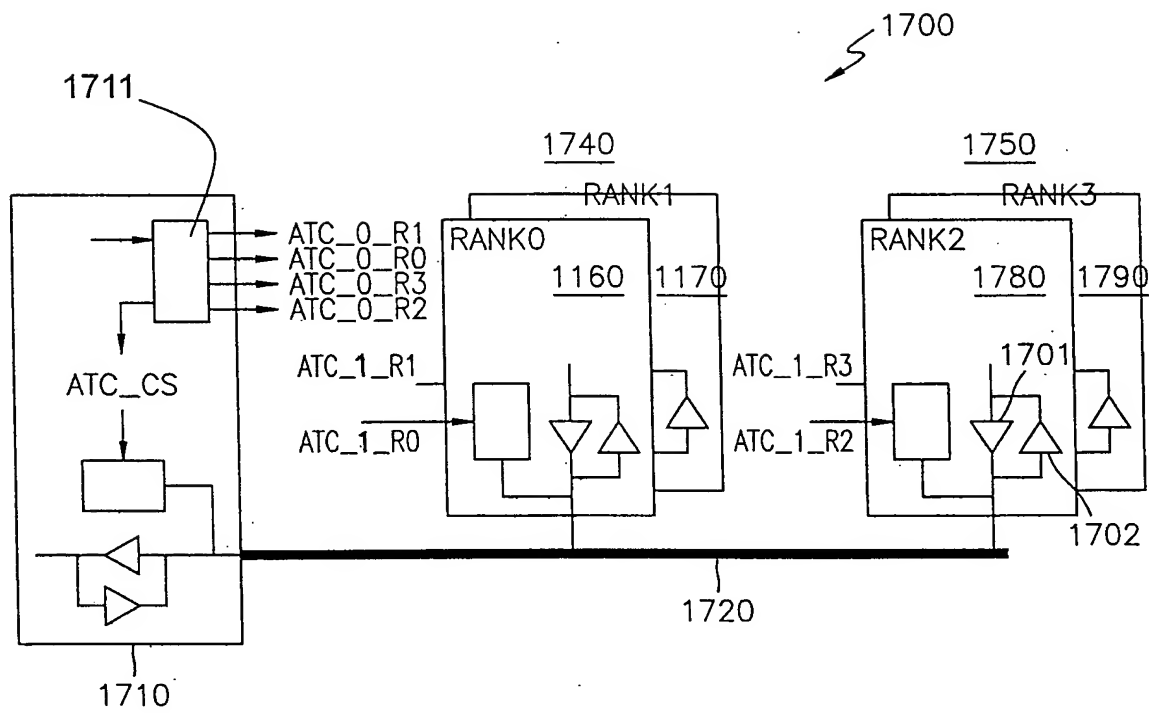 1700
1711
1740
1750
RANK1
RANK3
RANK0
RANK2
ATC_0_R1
ATC_0_R0
ATC_0_R3
ATC_0_R2
1160
1170
1780
1790
1701
ATC_1_R1
ATC_1_R3
ATC_CS
ATC_1_R0
ATC_1_R2
1702
1720
1710